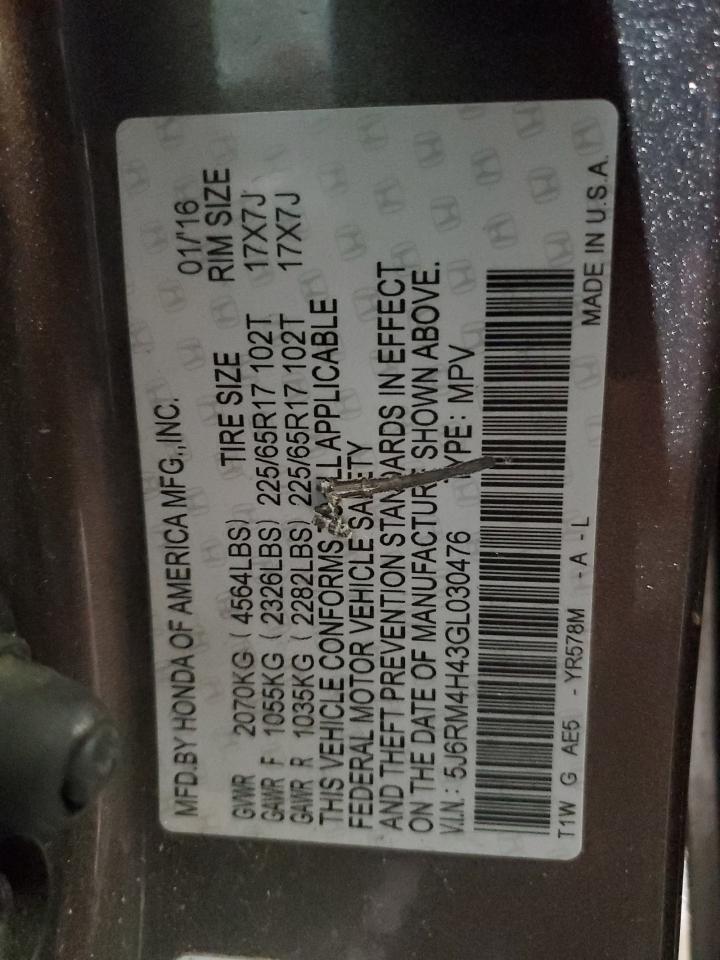 MFD.BY HONDA OF AMERICA MFG.,INC. 01/16
GVWR 2070KG ( 4564LBS) TIRE SIZE RIM SIZE
GAWR F 1055KG ( 2326LBS) 225/65R17 102T 17X7J
GAWR R 1035KG ( 2282LBS) 225/65R17 102T 17X7J
THIS VEHICLE CONFORMS APPLICABLE
FEDERAL MOTOR VEHICLE SAFETY
AND THEFT PREVENTION STANDARDS IN EFFECT
ON THE DATE OF MANUFACTURE SHOWN ABOVE.
V.I.N.: 5J6RM4H43GL030476 TYPE: MPV
T1W G AE5 -YR578M -A-L MADE IN U.S.A.